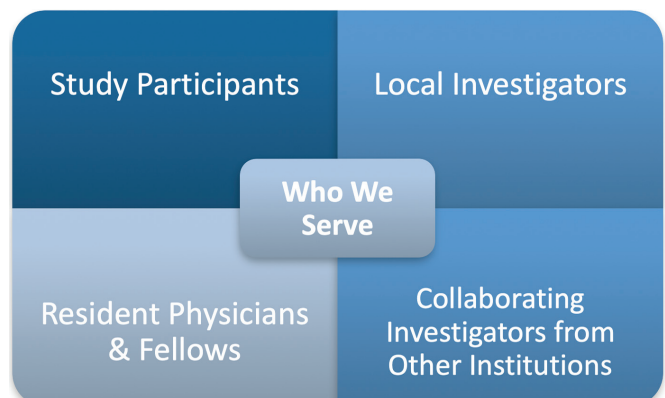 Study Participants
Local Investigators
Who We
Serve
Resident Physicians
& Fellows
Collaborating
Investigators from
Other Institutions